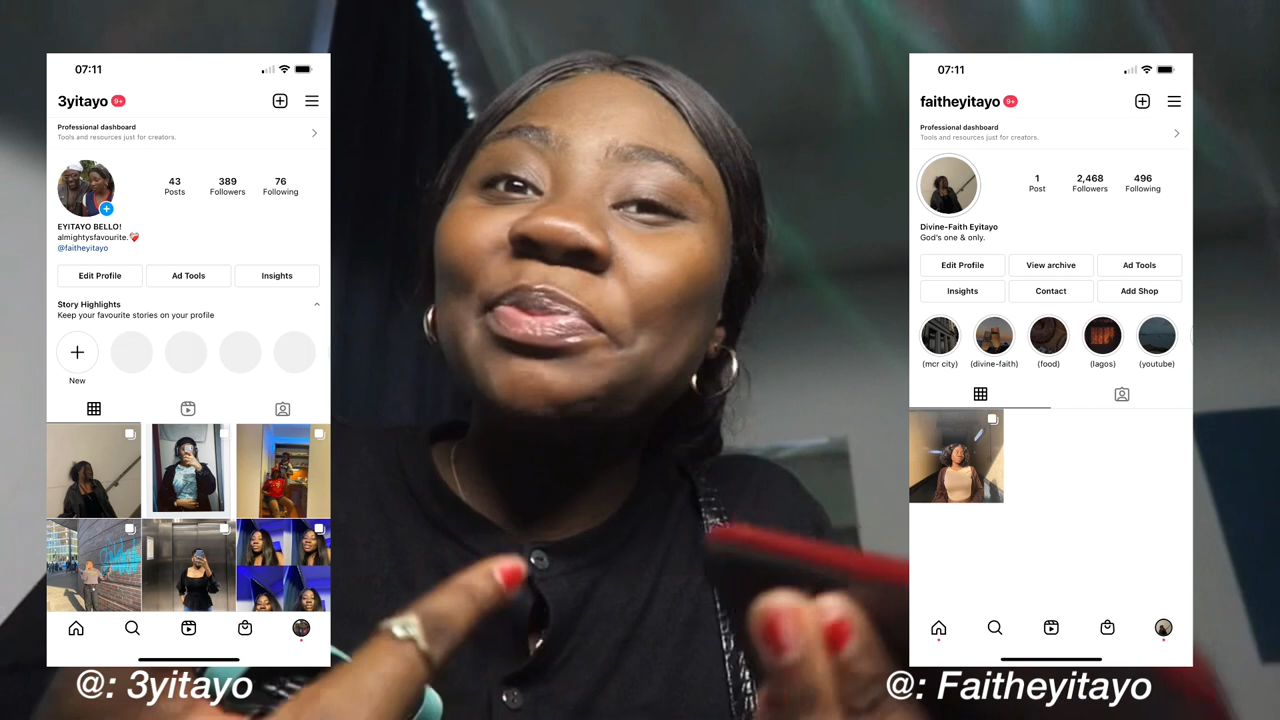 07:11
3yitayo 9+
Professional dashboard
Tools and resources just for creators.
43 389 76
Posts Followers Following
EYITAYO BELLO!
almightysfavourite.❤️‍🩹
@faitheyitayo
Edit Profile Ad Tools Insights
Story Highlights
Keep your favourite stories on your profile
New
@: 3yitayo
07:11
faitheyitayo 9+
Professional dashboard
Tools and resources just for creators.
1 2,468 496
Post Followers Following
Divine-Faith Eyitayo
God's one & only.
Edit Profile View archive Ad Tools
Insights Contact Add Shop
(mcr city) (divine-faith) (food) (lagos) (youtube)
@: Faitheyitayo